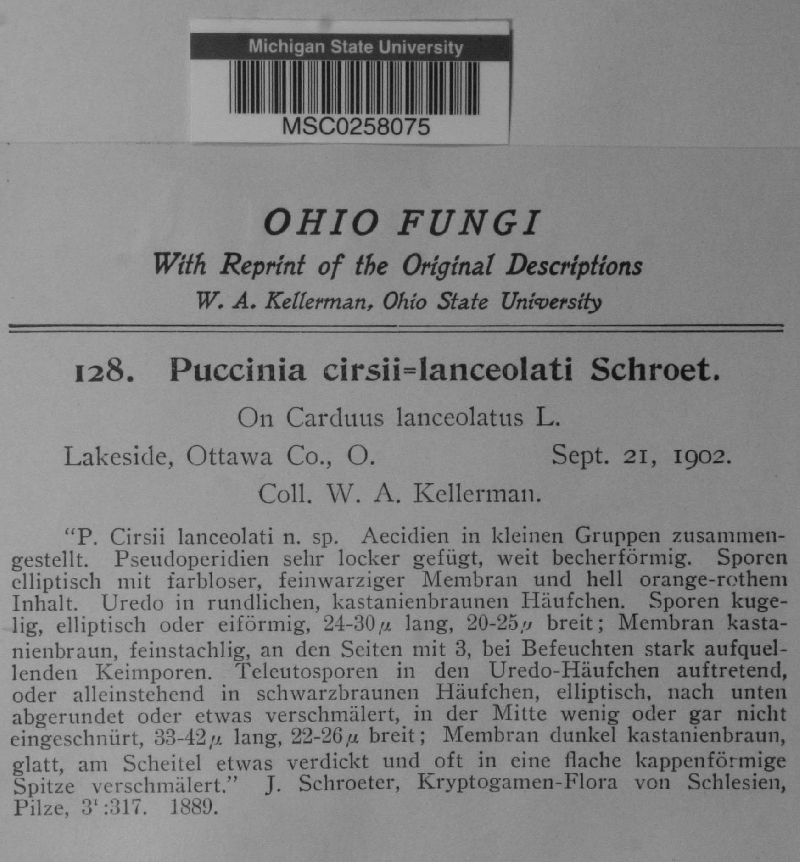 Michigan State University
MSC0258075
OHIO FUNGI
With Reprint of the Original Descriptions
W. A. Kellerman, Ohio State University
128. Puccinia cirsii=lanceolati Schroet.
On Carduus lanceolatus L.
Lakeside, Ottawa Co., O. Sept. 21, 1902.
Coll. W. A. Kellerman.
“P. Cirsii lanceolati n. sp. Aecidien in kleinen Gruppen zusammen-
gestellt. Pseudoperidien sehr locker gefügt, weit becherförmig. Sporen
elliptisch mit farbloser, feinwarziger Membran und hell orange-rothem
Inhalt. Uredo in rundlichen, kastanienbraunen Häufchen. Sporen kuge-
lig, elliptisch oder eiförmig, 24-30µ lang, 20-25µ breit; Membran kasta-
nienbraun, feinstachlig, an den Seiten mit 3, bei Befeuchten stark aufquel-
lenden Keimporen. Teleutosporen in den Uredo-Häufchen auftretend,
oder alleinstehend in schwarzbraunen Häufchen, elliptisch, nach unten
abgerundet oder etwas verschmälert, in der Mitte wenig oder gar nicht
eingeschnürt, 33-42µ lang, 22-26µ breit; Membran dunkel kastanienbraun,
glatt, am Scheitel etwas verdickt und oft in eine flache kappenförmige
Spitze verschmälert.” J. Schroeter, Kryptogamen-Flora von Schlesien,
Pilze, 3¹:317. 1889.